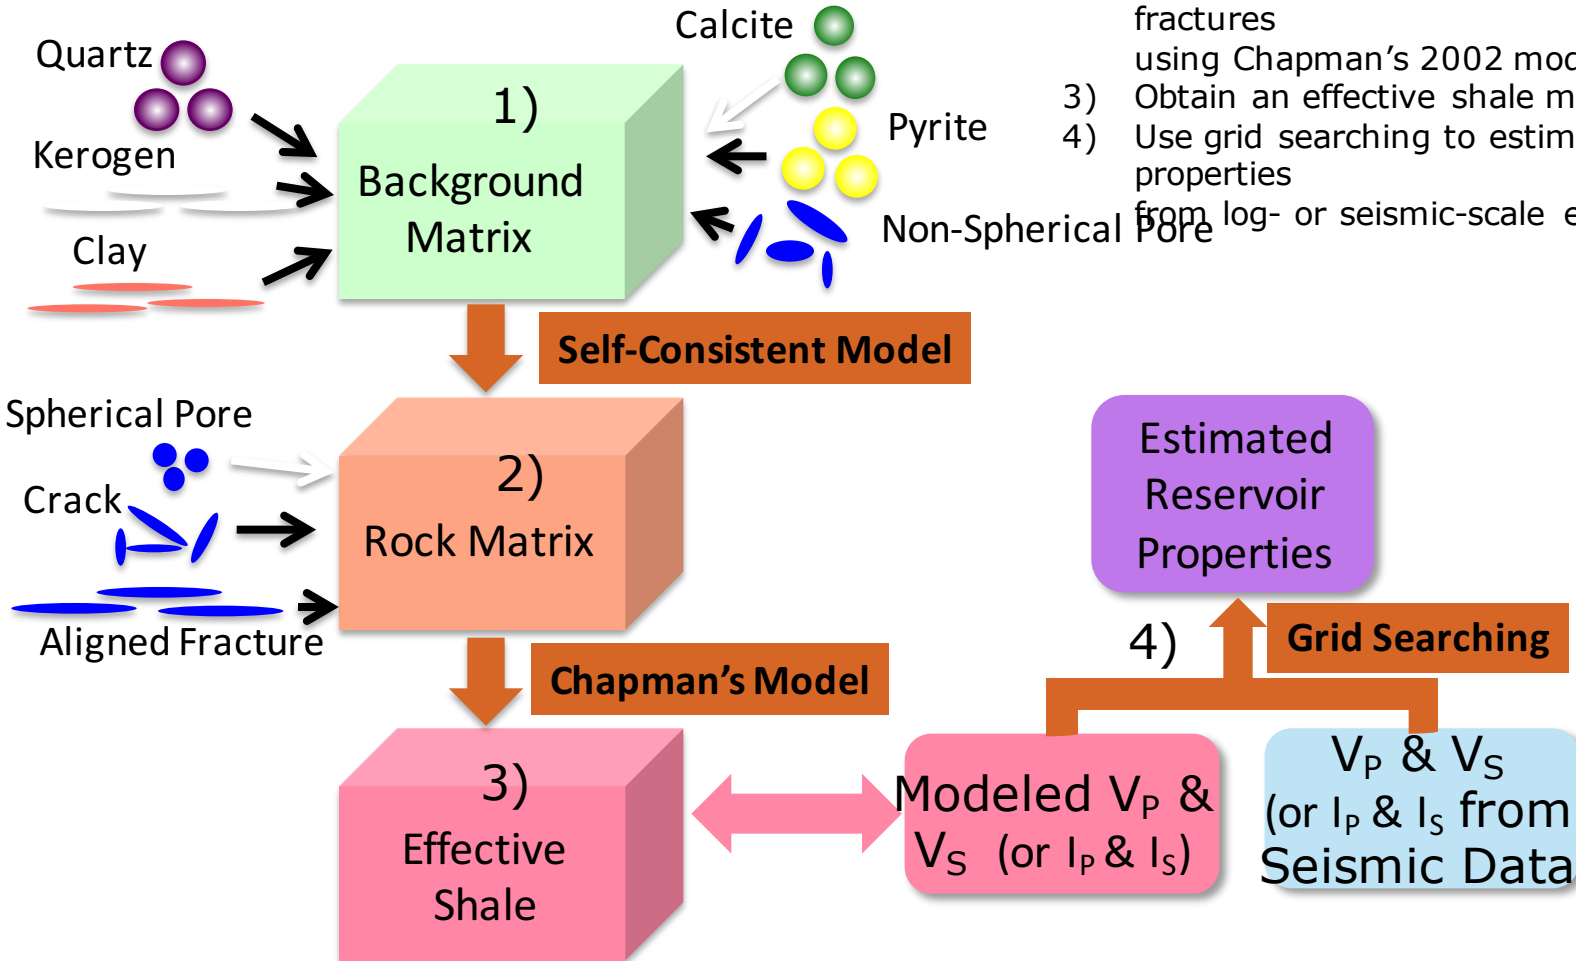 fractures
using Chapman's 2002
3) Obtain an effective shale
4) Use grid searching to
properties
from log- or seismic-scale
Quartz
Kerogen
Clay
Calcite
Pyrite
Non-Spherical Pore
1)
Background
Matrix
Self-Consistent Model
Spherical Pore
Crack
Aligned Fracture
2)
Rock Matrix
Chapman's Model
3)
Effective
Shale
Modeled VP &
VS (or IP & IS)
VP & VS
(or IP & IS from
Seismic Data
4)
Grid Searching
Estimated
Reservoir
Properties